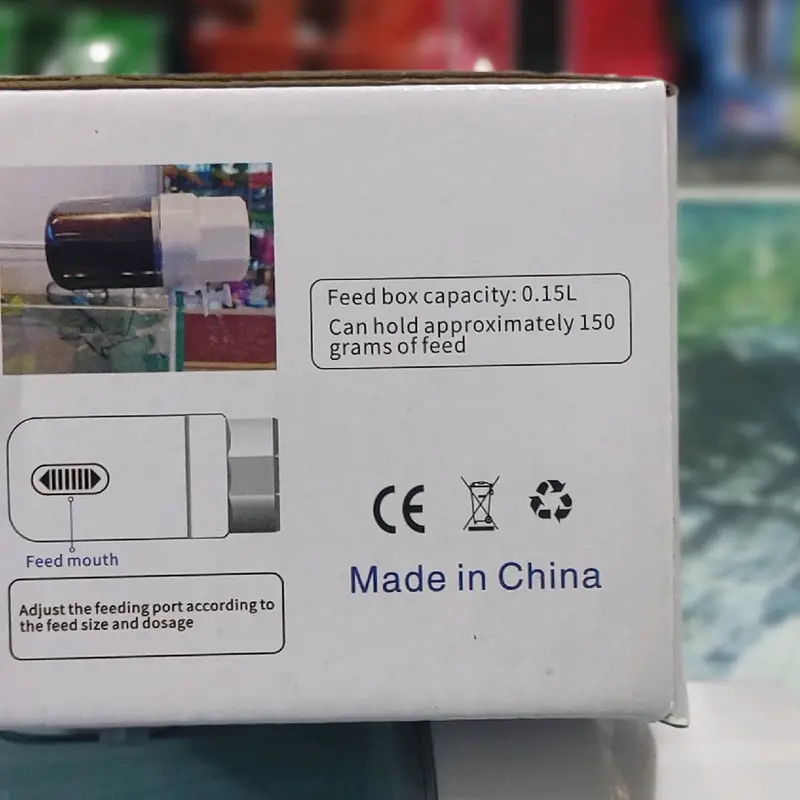 Feed box capacity: 0.15L
Can hold approximately 150
grams of feed
Feed mouth
Adjust the feeding port according to
the feed size and dosage
CE
Made in China